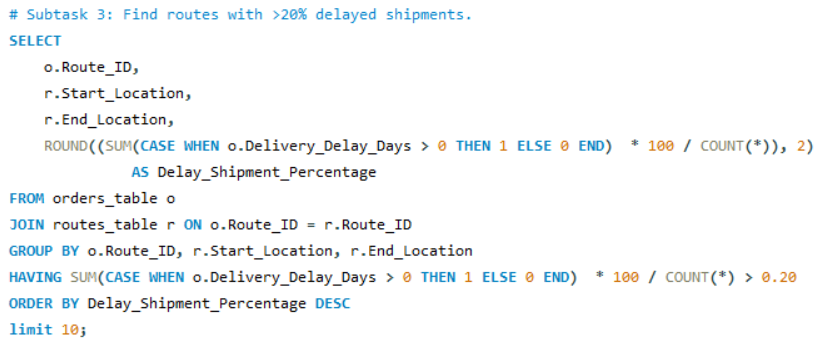 # Subtask 3: Find routes with >20% delayed shipments.
SELECT
o.Route_ID,
r.Start_Location,
r.End_Location,
ROUND((SUM(CASE WHEN o.Delivery_Delay_Days > 0 THEN 1 ELSE 0 END)  * 100 / COUNT(*)), 2)
AS Delay_Shipment_Percentage
FROM orders_table o
JOIN routes_table r ON o.Route_ID = r.Route_ID
GROUP BY o.Route_ID, r.Start_Location, r.End_Location
HAVING SUM(CASE WHEN o.Delivery_Delay_Days > 0 THEN 1 ELSE 0 END)  * 100 / COUNT(*) > 0.20
ORDER BY Delay_Shipment_Percentage DESC
limit 10;